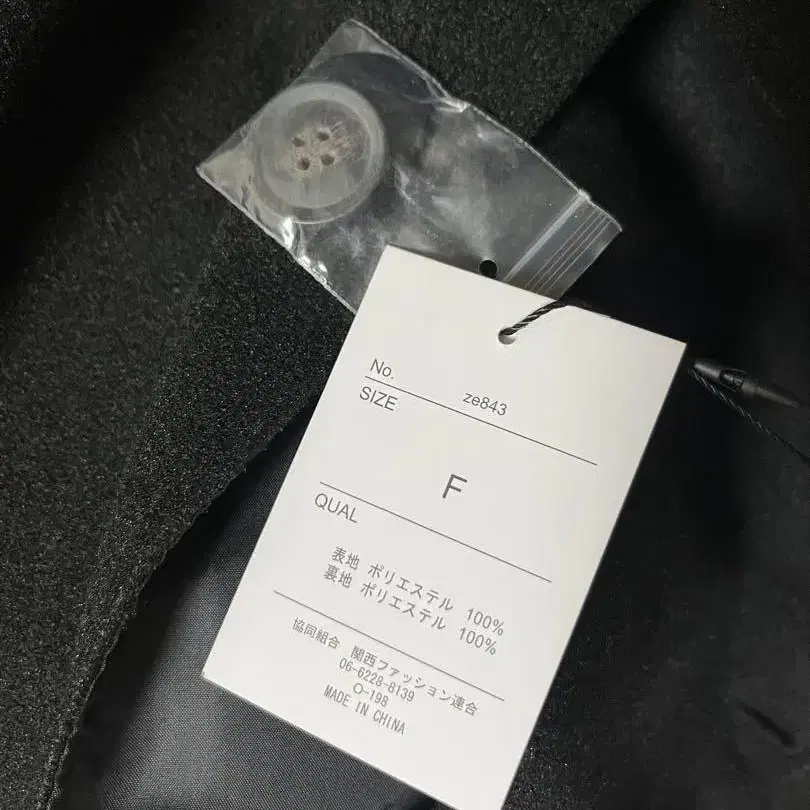 No. ze843
SIZE
F
QUAL
表地 ポリエステル 100%
裏地 ポリエステル 100%
協同組合 関西ファッション連合
06-6228-8139
O-198
MADE IN CHINA